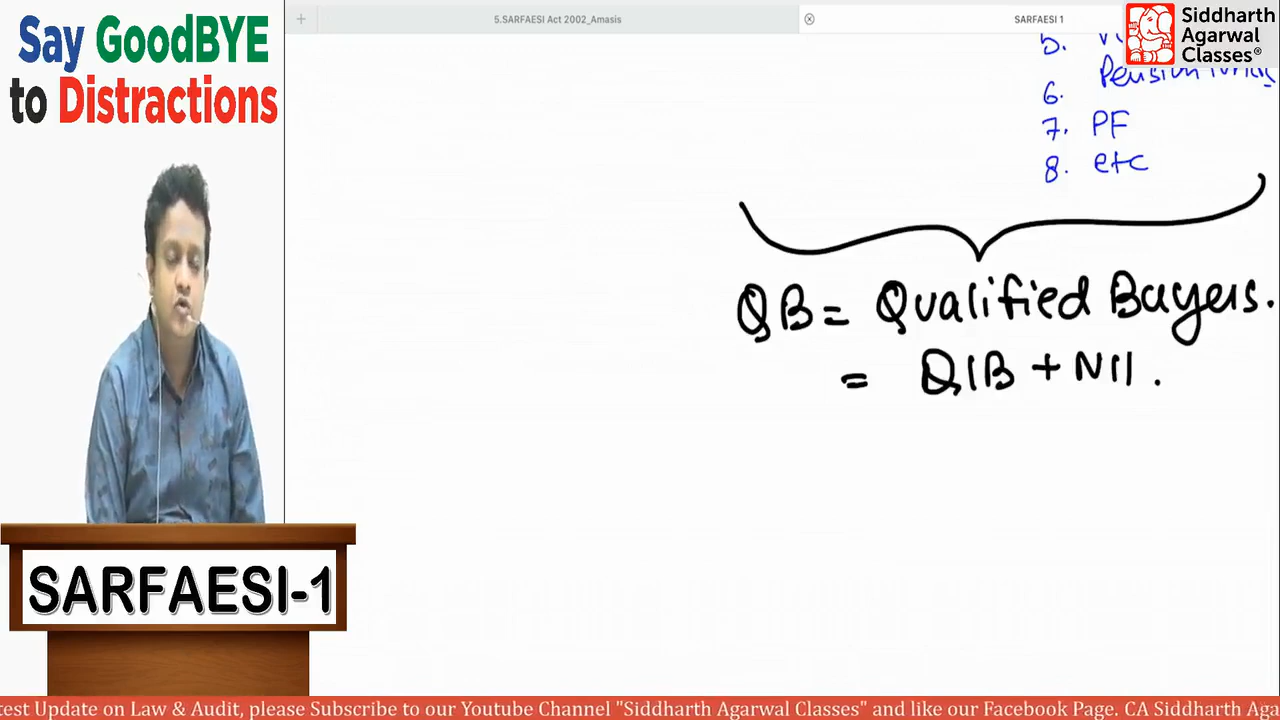 Say GoodBYE
to Distractions
5.SARFAESI Act 2002_Amasis
SARFAESI 1
Siddharth
Agarwal
Classes®
5.
6. Pension funds
7. PF
8. etc
QB = Qualified Buyers.
= QIB + NII.
SARFAESI-1
test Update on Law & Audit, please Subscribe to our Youtube Channel "Siddharth Agarwal Classes" and like our Facebook Page. CA Siddharth Aga